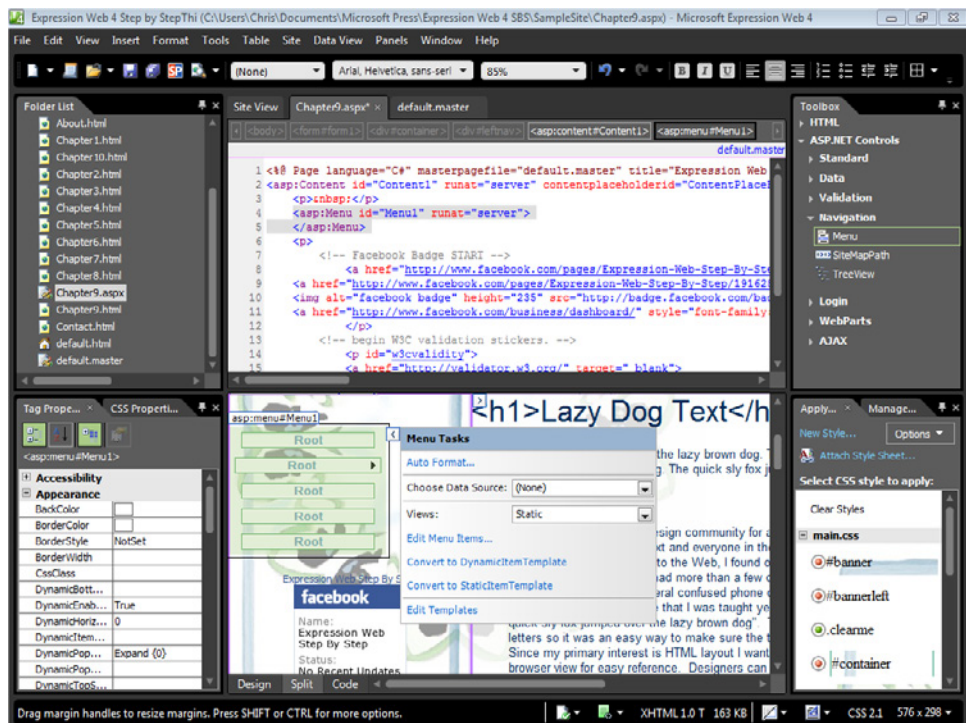 Expression Web 4 Step by StepThi (C:\Users\Chris\Documents\Microsoft Press\Expression Web 4 SBS\SampleSite\Chapter9.aspx) - Microsoft Expression Web 4
File Edit View Insert Format Tools Table Site Data View Panels Window Help
(None) Arial, Helvetica, sans-seri 85% B I U
Folder List
About.html
Chapter1.html
Chapter10.html
Chapter2.html
Chapter3.html
Chapter4.html
Chapter5.html
Chapter6.html
Chapter7.html
Chapter8.html
Chapter9.aspx
Chapter9.html
Contact.html
default.html
default.master
Site View Chapter9.aspx* default.master
<body> <form#form1> <div#container> <div#leftnav> <asp:content#Content1> <asp:menu#Menu1>
default.master
1 <%@ Page language="C#" masterpagefile="default.master" title="Expression Web
2 <asp:Content id="Content1" runat="server" contentplaceholderid="ContentPlaceH
3 <p>&nbsp;</p>
4 <asp:Menu id="Menu1" runat="server">
5 </asp:Menu>
6 <p>
7 <!-- Facebook Badge START -->
8 <a href="http://www.facebook.com/pages/Expression-Web-Step-By-Ste
9 <a href="http://www.facebook.com/pages/Expression-Web-Step-By-Step/191628
10 <img alt="facebook badge" height="235" src="http://badge.facebook.com/bad
11 <a href="http://www.facebook.com/business/dashboard/" style="font-family:
12 </p>
13 <!-- begin W3C validation stickers. -->
14 <p id="w3cvalidity">
15 <a href="http://validator.w3.org/" target="_blank">
Toolbox
HTML
ASP.NET Controls
Standard
Data
Validation
Navigation
Menu
SiteMapPath
TreeView
Login
WebParts
AJAX
Tag Prope... CSS Properti...
<asp:menu#Menu1>
Accessibility
Appearance
BackColor
BorderColor
BorderStyle NotSet
BorderWidth
CssClass
DynamicBott...
DynamicEnab... True
DynamicHoriz... 0
DynamicItem...
DynamicPop... Expand {0}
DynamicPop...
DynamicTopS...
asp:menu#Menu1
Root
Root
Root
Root
Root
Expression Web Step By S
facebook
Name:
Expression Web
Step By Step
Status:
No Recent Updates
Menu Tasks
Auto Format...
Choose Data Source: (None)
Views: Static
Edit Menu Items...
Convert to DynamicItemTemplate
Convert to StaticItemTemplate
Edit Templates
<h1>Lazy Dog Text</h
the lazy brown dog. T
g. The quick sly fox j
esign community for a
xt and everyone in the
to the Web, I found o
had more than a few c
eral confused phone c
e that I was taught ye
quick sly fox jumped over the lazy brown dog".
letters so it was an easy way to make sure the t
Since my primary interest is HTML layout I want
browser view for easy reference. Designers can
Design Split Code
Apply... Manage...
New Style... Options
Attach Style Sheet...
Select CSS style to apply:
Clear Styles
main.css
#banner
#bannerleft
.clearme
#container
Drag margin handles to resize margins. Press SHIFT or CTRL for more options.
XHTML 1.0 T 163 KB CSS 2.1 576 x 298